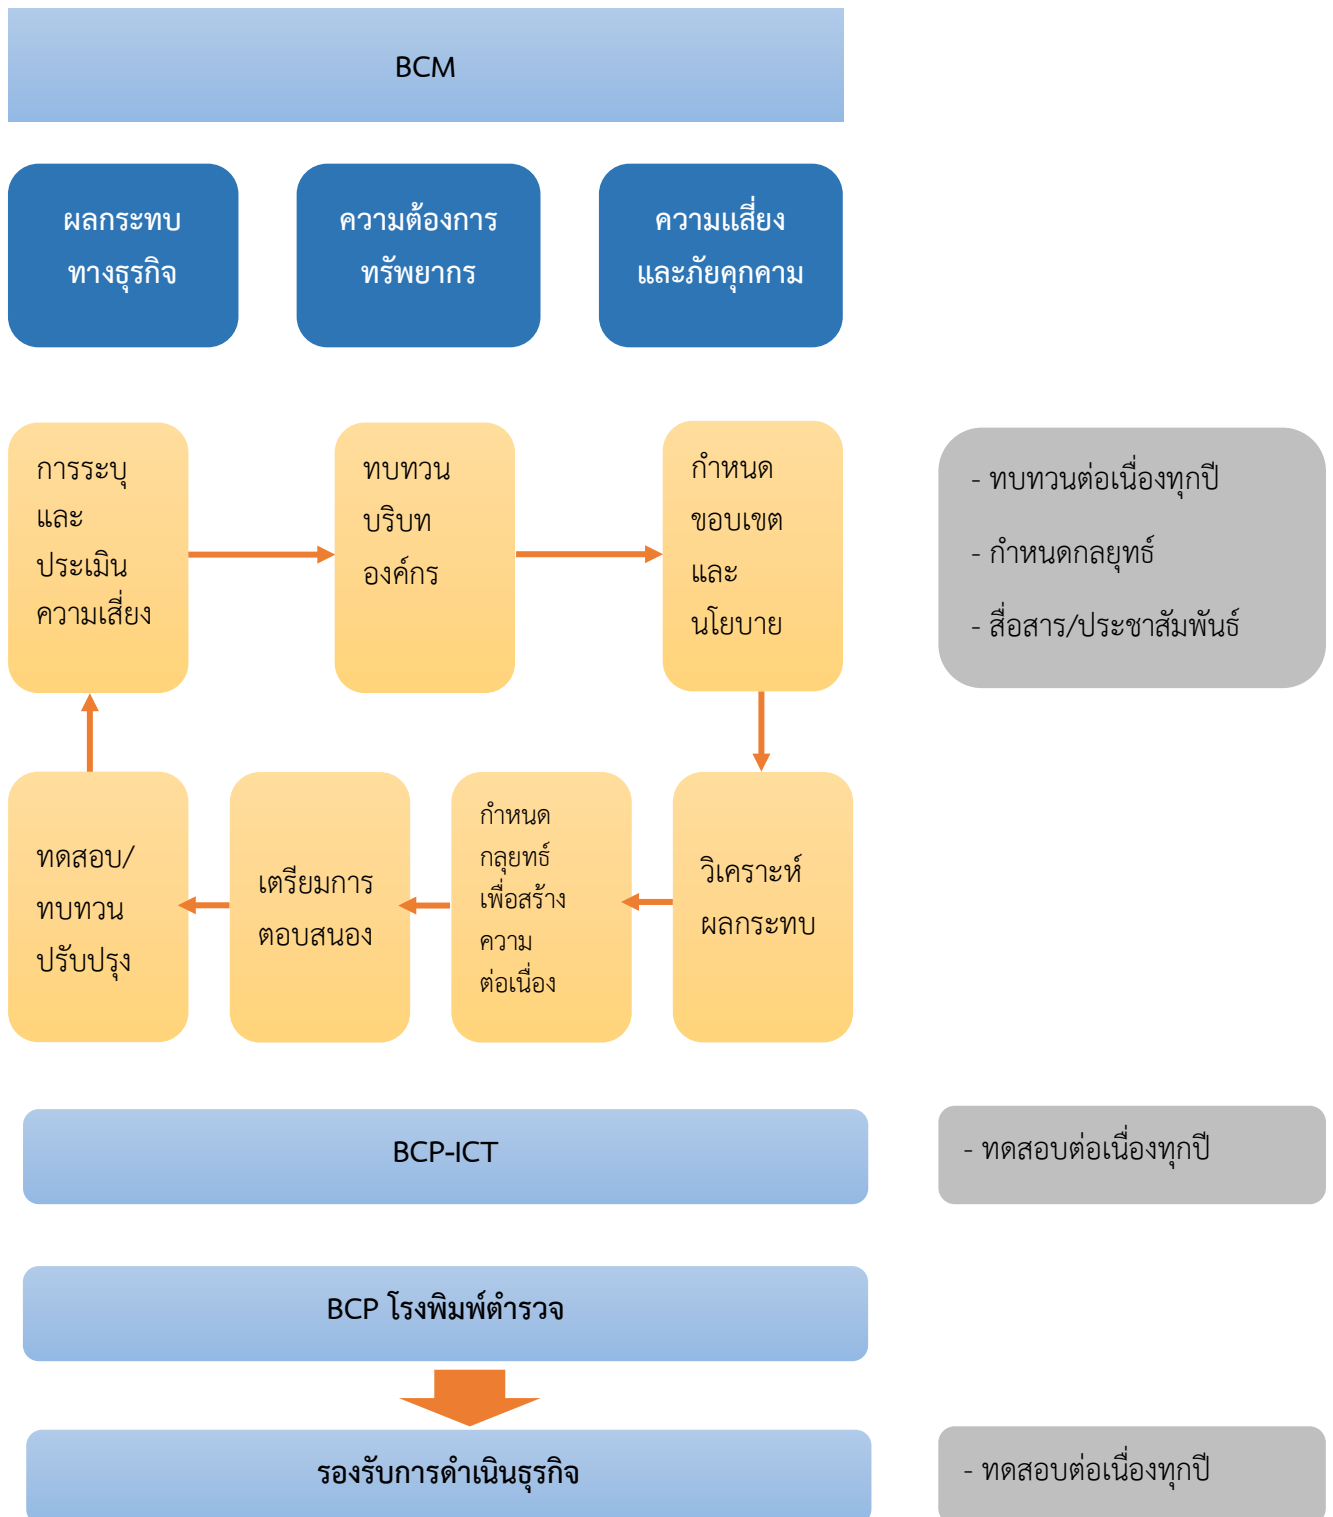 BCM
ผลกระทบ
ทางธุรกิจ
ความต้องการ
ทรัพยากร
ความเเสี่ยง
และภัยคุกคาม
การระบุ
และ
ประเมิน
ความเสี่ยง
ทบทวน
บริบท
องค์กร
กำหนด
ขอบเขต
และ
นโยบาย
- ทบทวนต่อเนื่องทุกปี
- กำหนดกลยุทธ์
- สื่อสาร/ประชาสัมพันธ์
ทดสอบ/
ทบทวน
ปรับปรุง
เตรียมการ
ตอบสนอง
กำหนด
กลุยทธ์
เพื่อสร้าง
ความ
ต่อเนื่อง
วิเคราะห์
ผลกระทบ
BCP-ICT
- ทดสอบต่อเนื่องทุกปี
BCP โรงพิมพ์ตำรวจ
รองรับการดำเนินธุรกิจ
- ทดสอบต่อเนื่องทุกปี